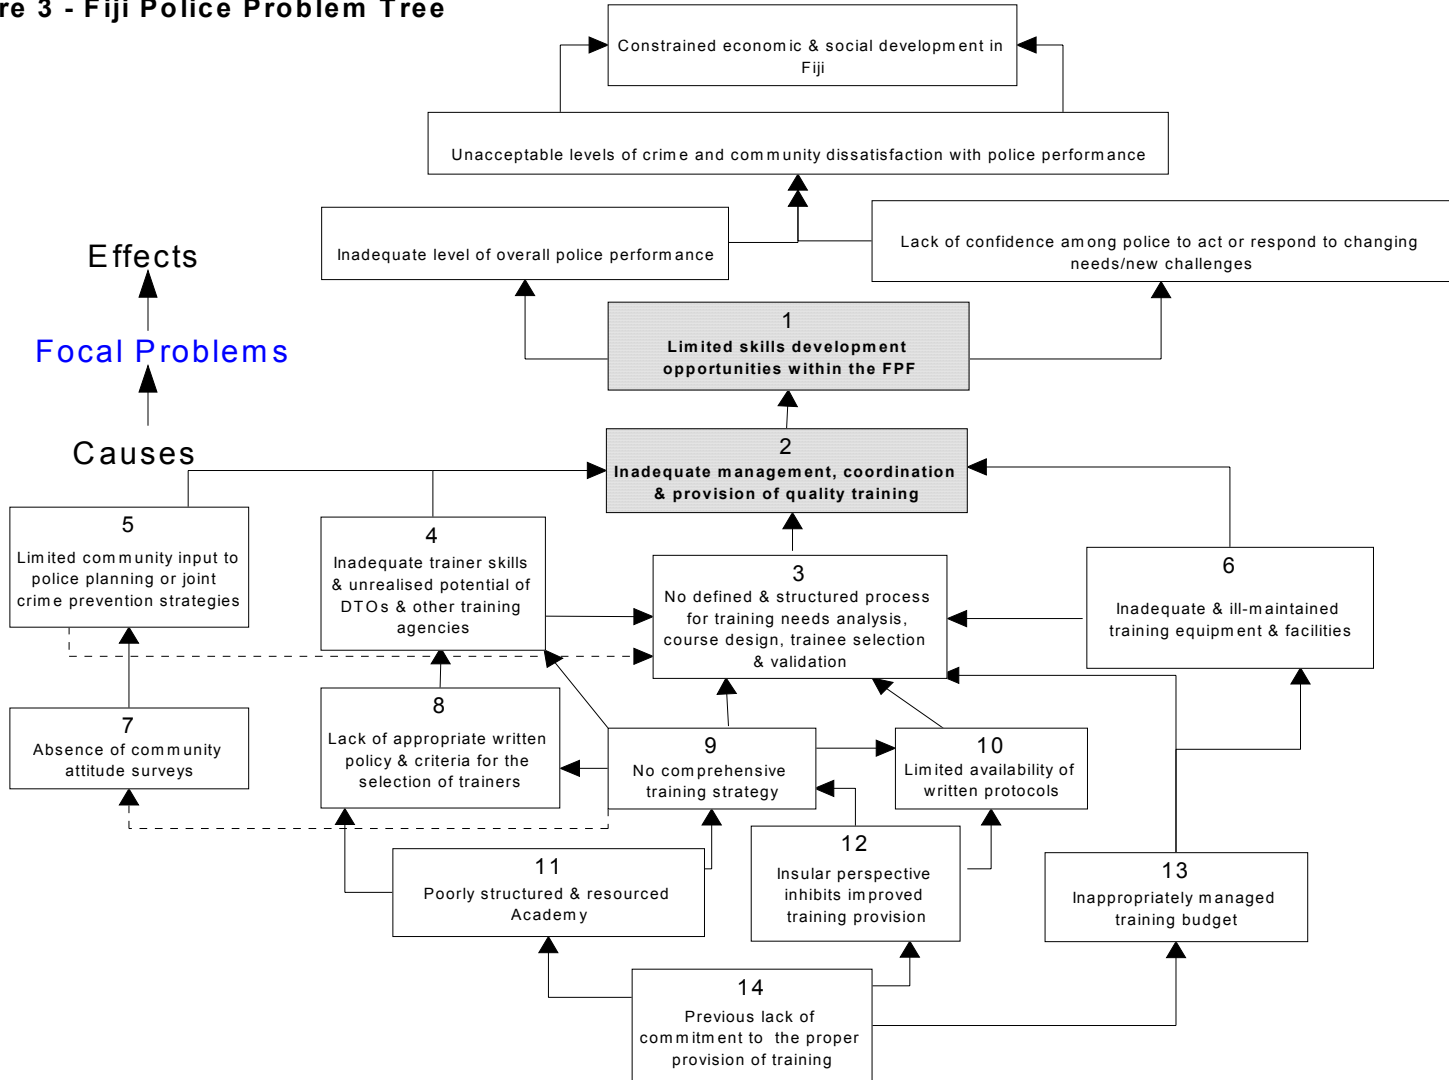 re 3 - Fiji Police Problem Tree
Constrained economic & social development in
Fiji
Unacceptable levels of crime and community dissatisfaction with police performance
Inadequate level of overall police performance
Lack of confidence among police to act or respond to changing
needs/new challenges
Effects
Focal Problems
Causes
1
Limited skills development
opportunities within the FPF
2
Inadequate management, coordination
& provision of quality training
5
Limited community input to
police planning or joint
crime prevention strategies
4
Inadequate trainer skills
& unrealised potential of
DTOs & other training
agencies
3
No defined & structured process
for training needs analysis,
course design, trainee selection
& validation
6
Inadequate & ill-maintained
training equipment & facilities
7
Absence of community
attitude surveys
8
Lack of appropriate written
policy & criteria for the
selection of trainers
9
No comprehensive
training strategy
10
Limited availability of
written protocols
11
Poorly structured & resourced
Academy
12
Insular perspective
inhibits improved
training provision
13
Inappropriately managed
training budget
14
Previous lack of
commitment to the proper
provision of training